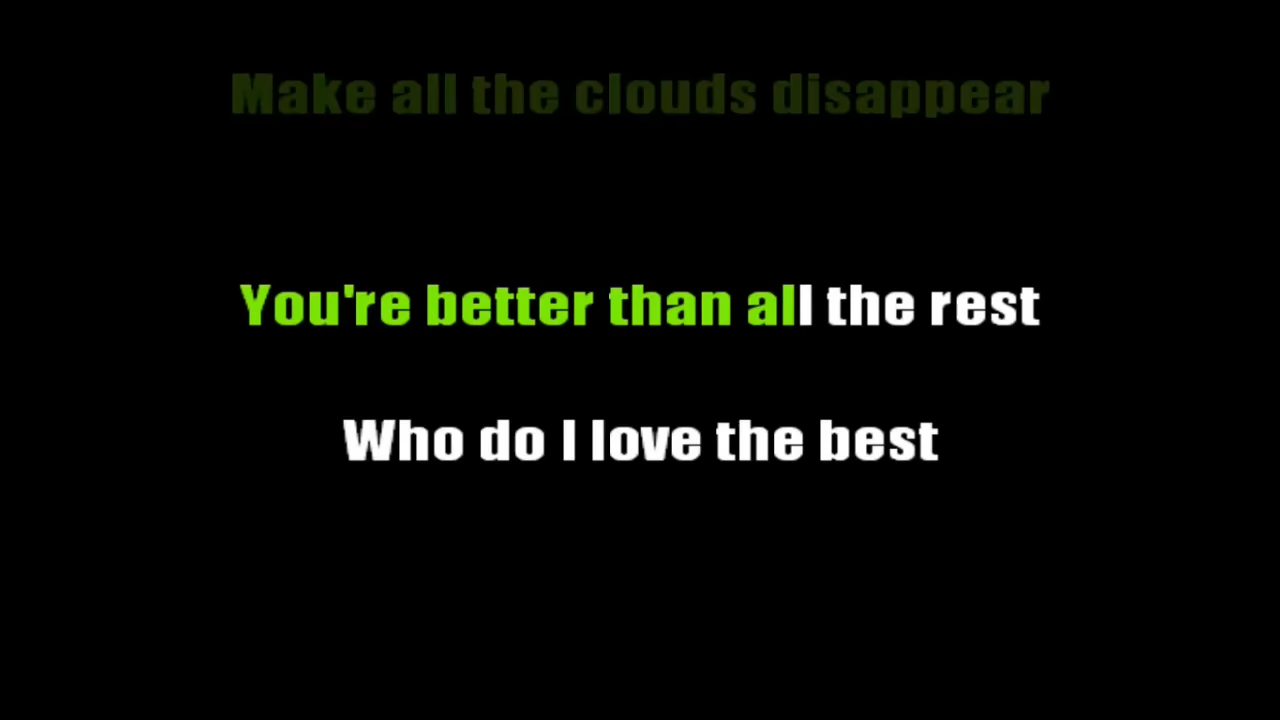 Make all the clouds disappear
You're better than all the rest
Who do I love the best